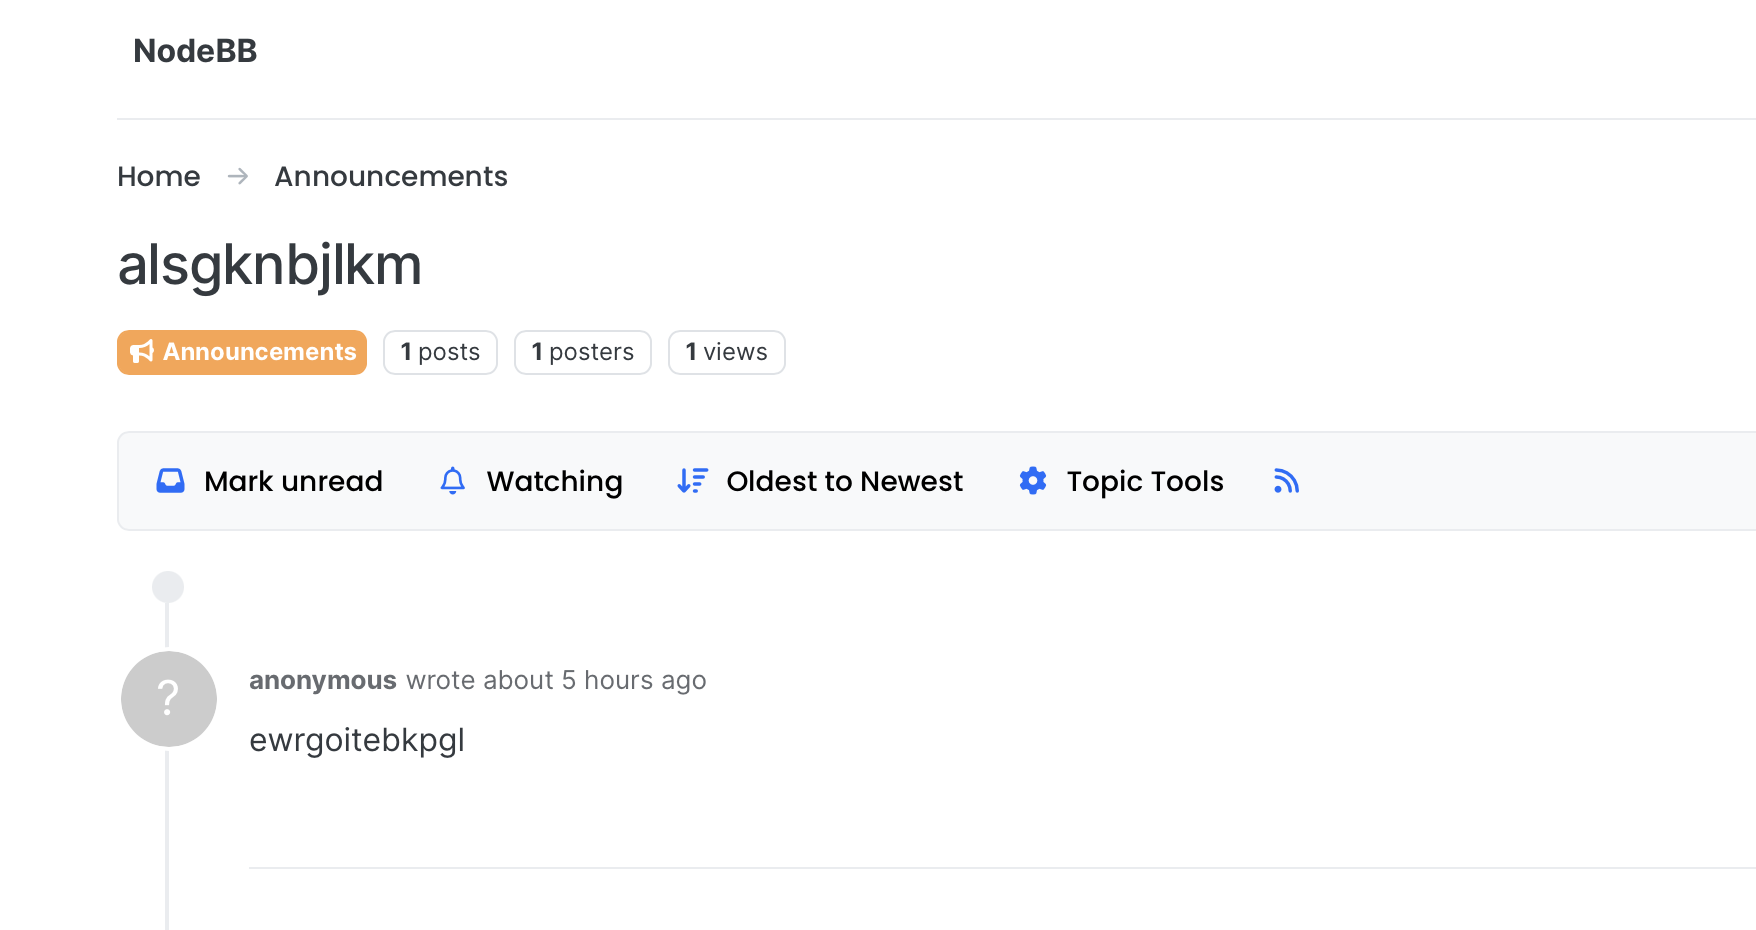 NodeBB
Home → Announcements
alsgknbjlkm
Announcements 1 posts 1 posters 1 views
Mark unread Watching Oldest to Newest Topic Tools
?
anonymous wrote about 5 hours ago
ewrgoitebkpgl